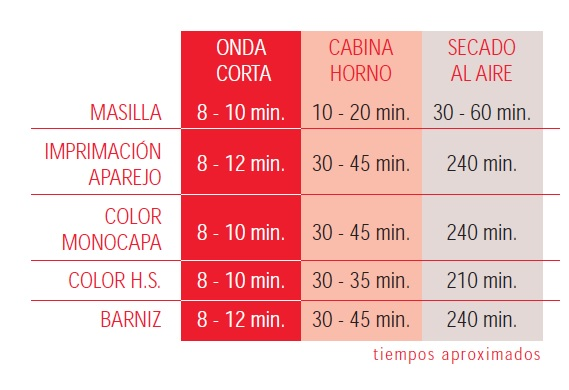 ONDA CORTA CABINA HORNO SECADO AL AIRE
MASILLA 8 - 10 min. 10 - 20 min. 30 - 60 min.
IMPRIMACIÓN APAREJO 8 - 12 min. 30 - 45 min. 240 min.
COLOR MONOCAPA 8 - 10 min. 30 - 45 min. 240 min.
COLOR H.S. 8 - 10 min. 30 - 35 min. 210 min.
BARNIZ 8 - 12 min. 30 - 45 min. 240 min.
tiempos aproximados